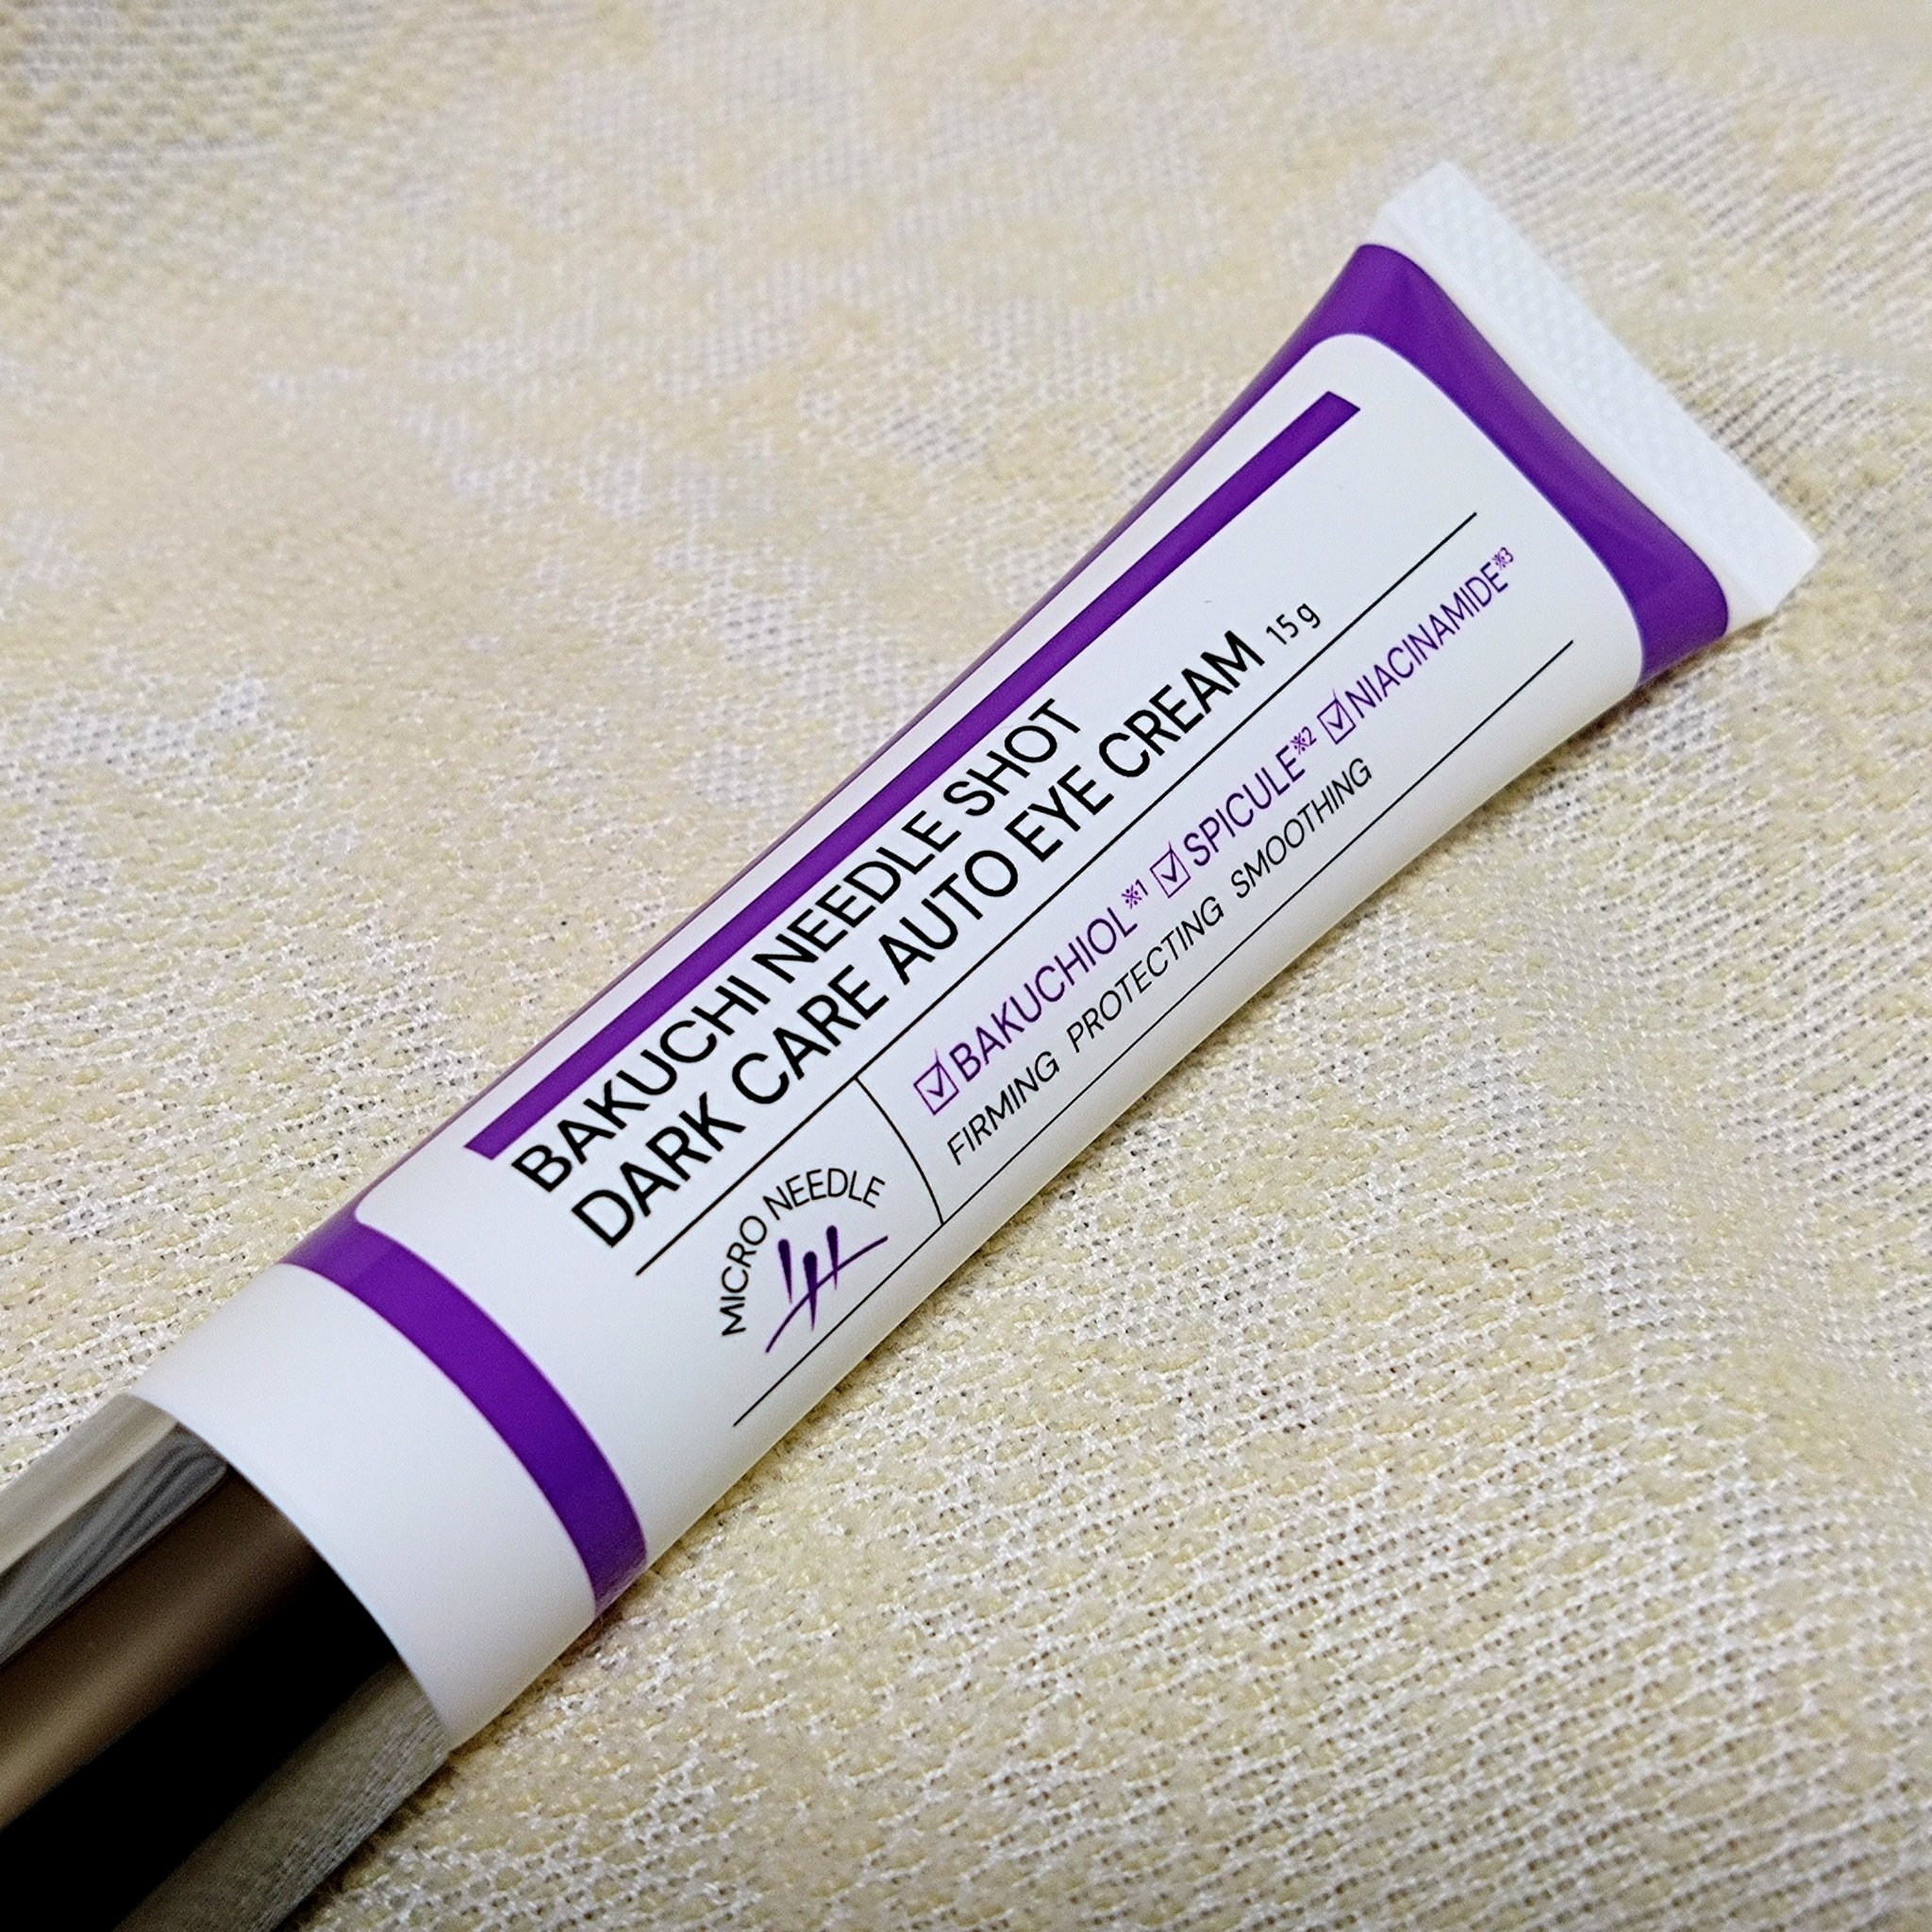 BAKUCHI NEEDLE SHOT
DARK CARE AUTO EYE CREAM 15 g
MICRO NEEDLE
☑BAKUCHIOL※1 ☑SPICULE※2 ☑NIACINAMIDE※3
FIRMING PROTECTING SMOOTHING